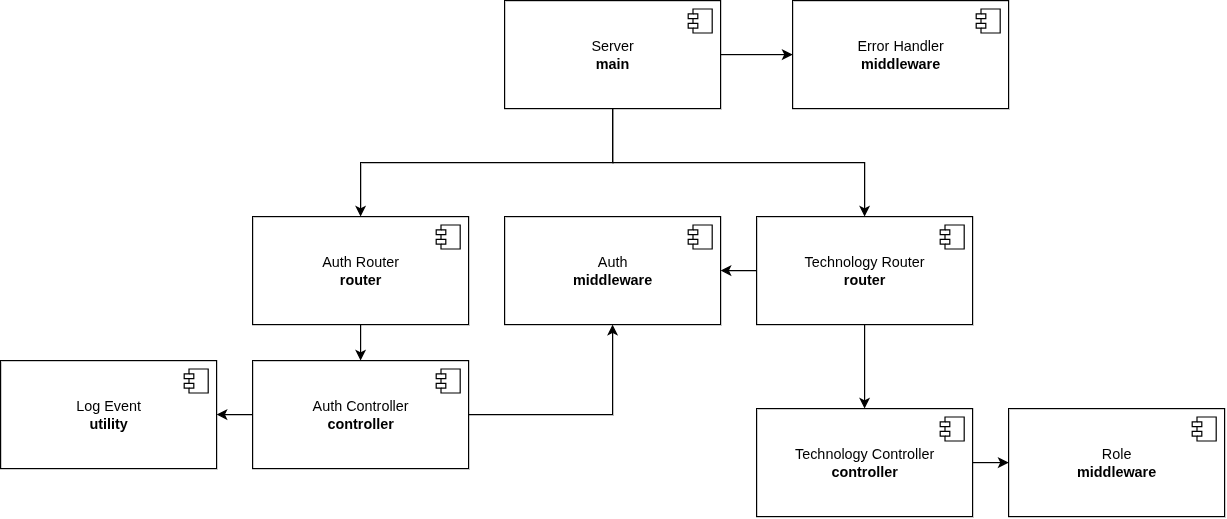 Server
main
Error Handler
middleware
Auth Router
router
Auth
middleware
Technology Router
router
Log Event
utility
Auth Controller
controller
Technology Controller
controller
Role
middleware